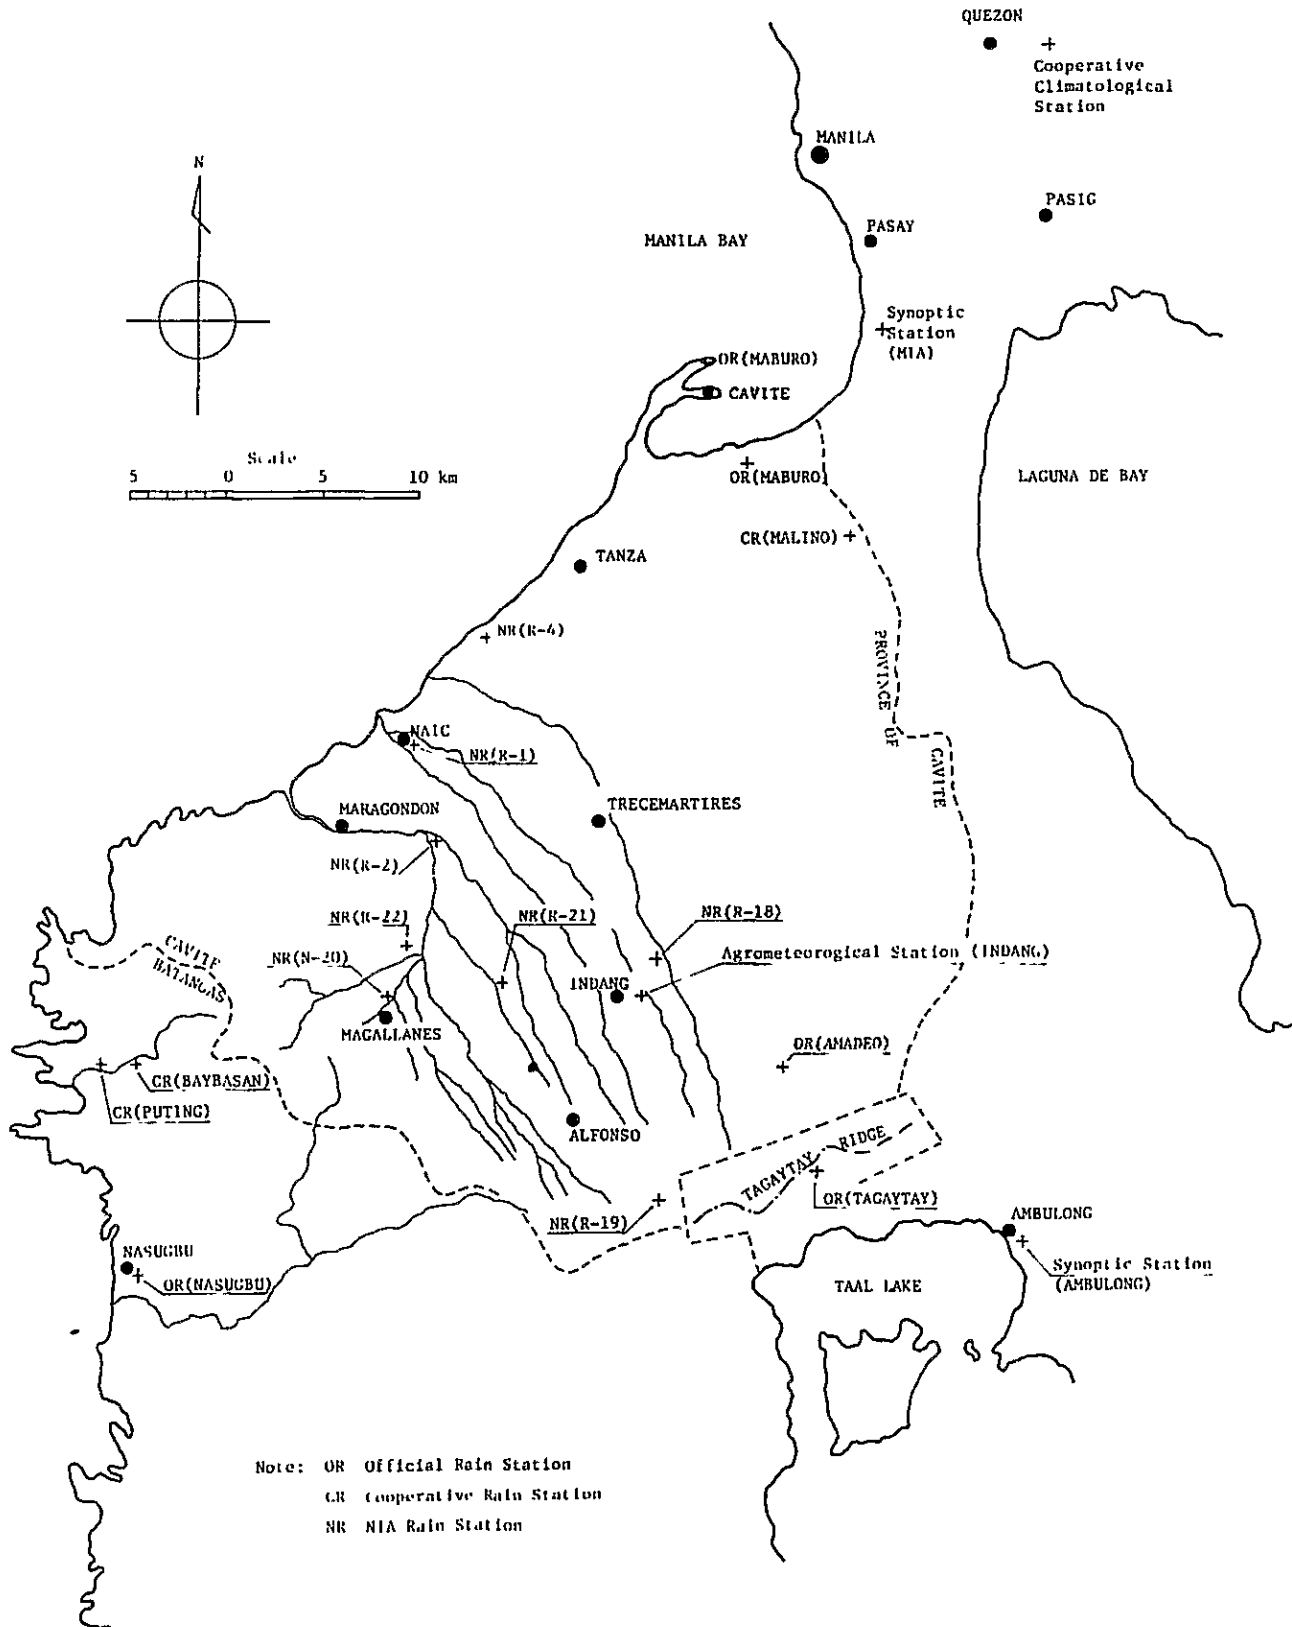 QUEZON
Cooperative
Climatological
Station
MANILA
N
PASIG
PASAY
MANILA BAY
Synoptic
Station
(MIA)
OR(MABURO)
CAVITE
Scale
5 0 5 10 km
OR(MABURO)
LAGUNA DE BAY
CR(MALINO)
TANZA
NR(R-4)
PROVINCE OF CAVITE
NAIC
NR(R-1)
MARAGONDON
TRECEMARTIRES
NR(R-2)
NR(R-22)
NR(R-21)
NR(R-18)
CAVITE
BATANGAS
NR(N-20)
Agrometeorogical Station (INDANG)
INDANG
MAGALLANES
OR(AMADEO)
CR(BAYBASAN)
CR(PUTING)
ALFONSO
TAGAYTAY RIDGE
OR(TAGAYTAY)
NR(R-19)
AMBULONG
NASUGBU
OR(NASUGBU)
Synoptic Station
(AMBULONG)
TAAL LAKE
Note: OR Official Rain Station
CR Cooperative Rain Station
NR NIA Rain Station